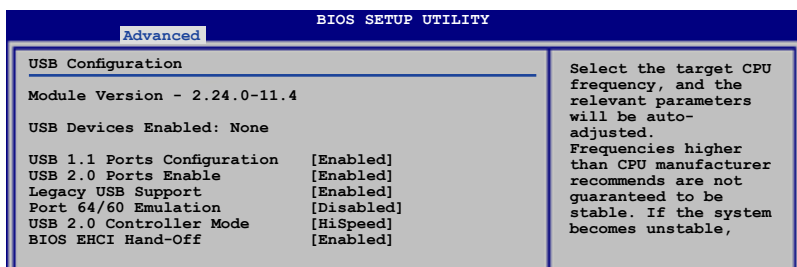 BIOS SETUP UTILITY
Advanced
USB Configuration
Module Version - 2.24.0-11.4
USB Devices Enabled: None
USB 1.1 Ports Configuration [Enabled]
USB 2.0 Ports Enable [Enabled]
Legacy USB Support [Enabled]
Port 64/60 Emulation [Disabled]
USB 2.0 Controller Mode [HiSpeed]
BIOS EHCI Hand-Off [Enabled]
Select the target CPU
frequency, and the
relevant parameters
will be auto-
adjusted.
Frequencies higher
than CPU manufacturer
recommends are not
guaranteed to be
stable. If the system
becomes unstable,